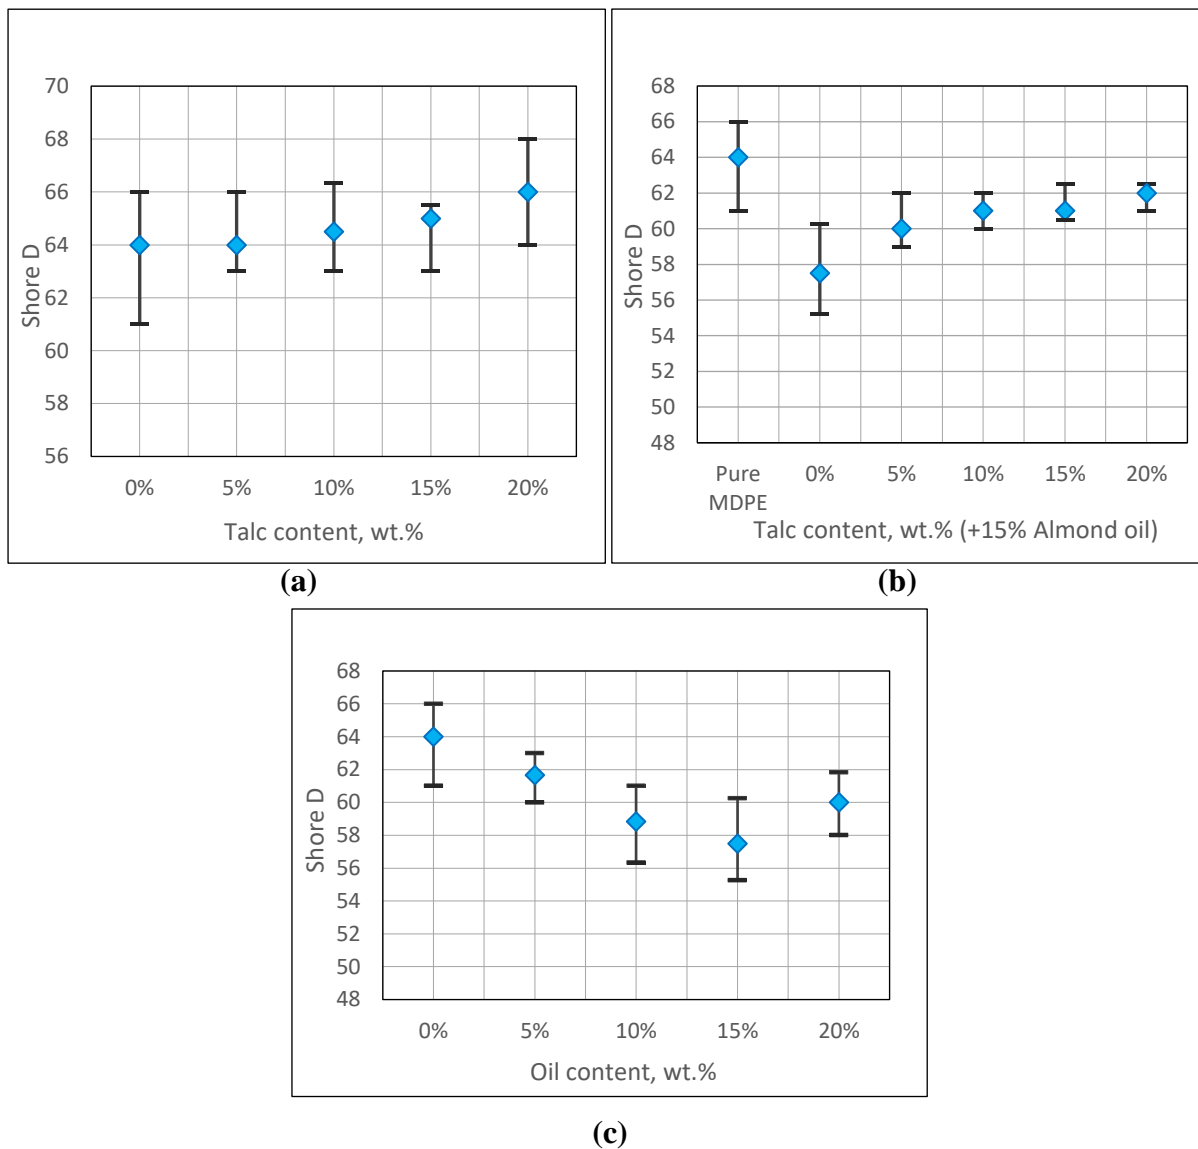 70
68
66
64
62
60
58
56
Shore D
0% 5% 10% 15% 20%
Talc content, wt.%
(a)
68
66
64
62
60
58
56
54
52
50
48
Shore D
Pure 0% 5% 10% 15% 20%
MDPE
Talc content, wt.% (+15% Almond oil)
(b)
68
66
64
62
60
58
56
54
52
50
48
Shore D
0% 5% 10% 15% 20%
Oil content, wt.%
(c)